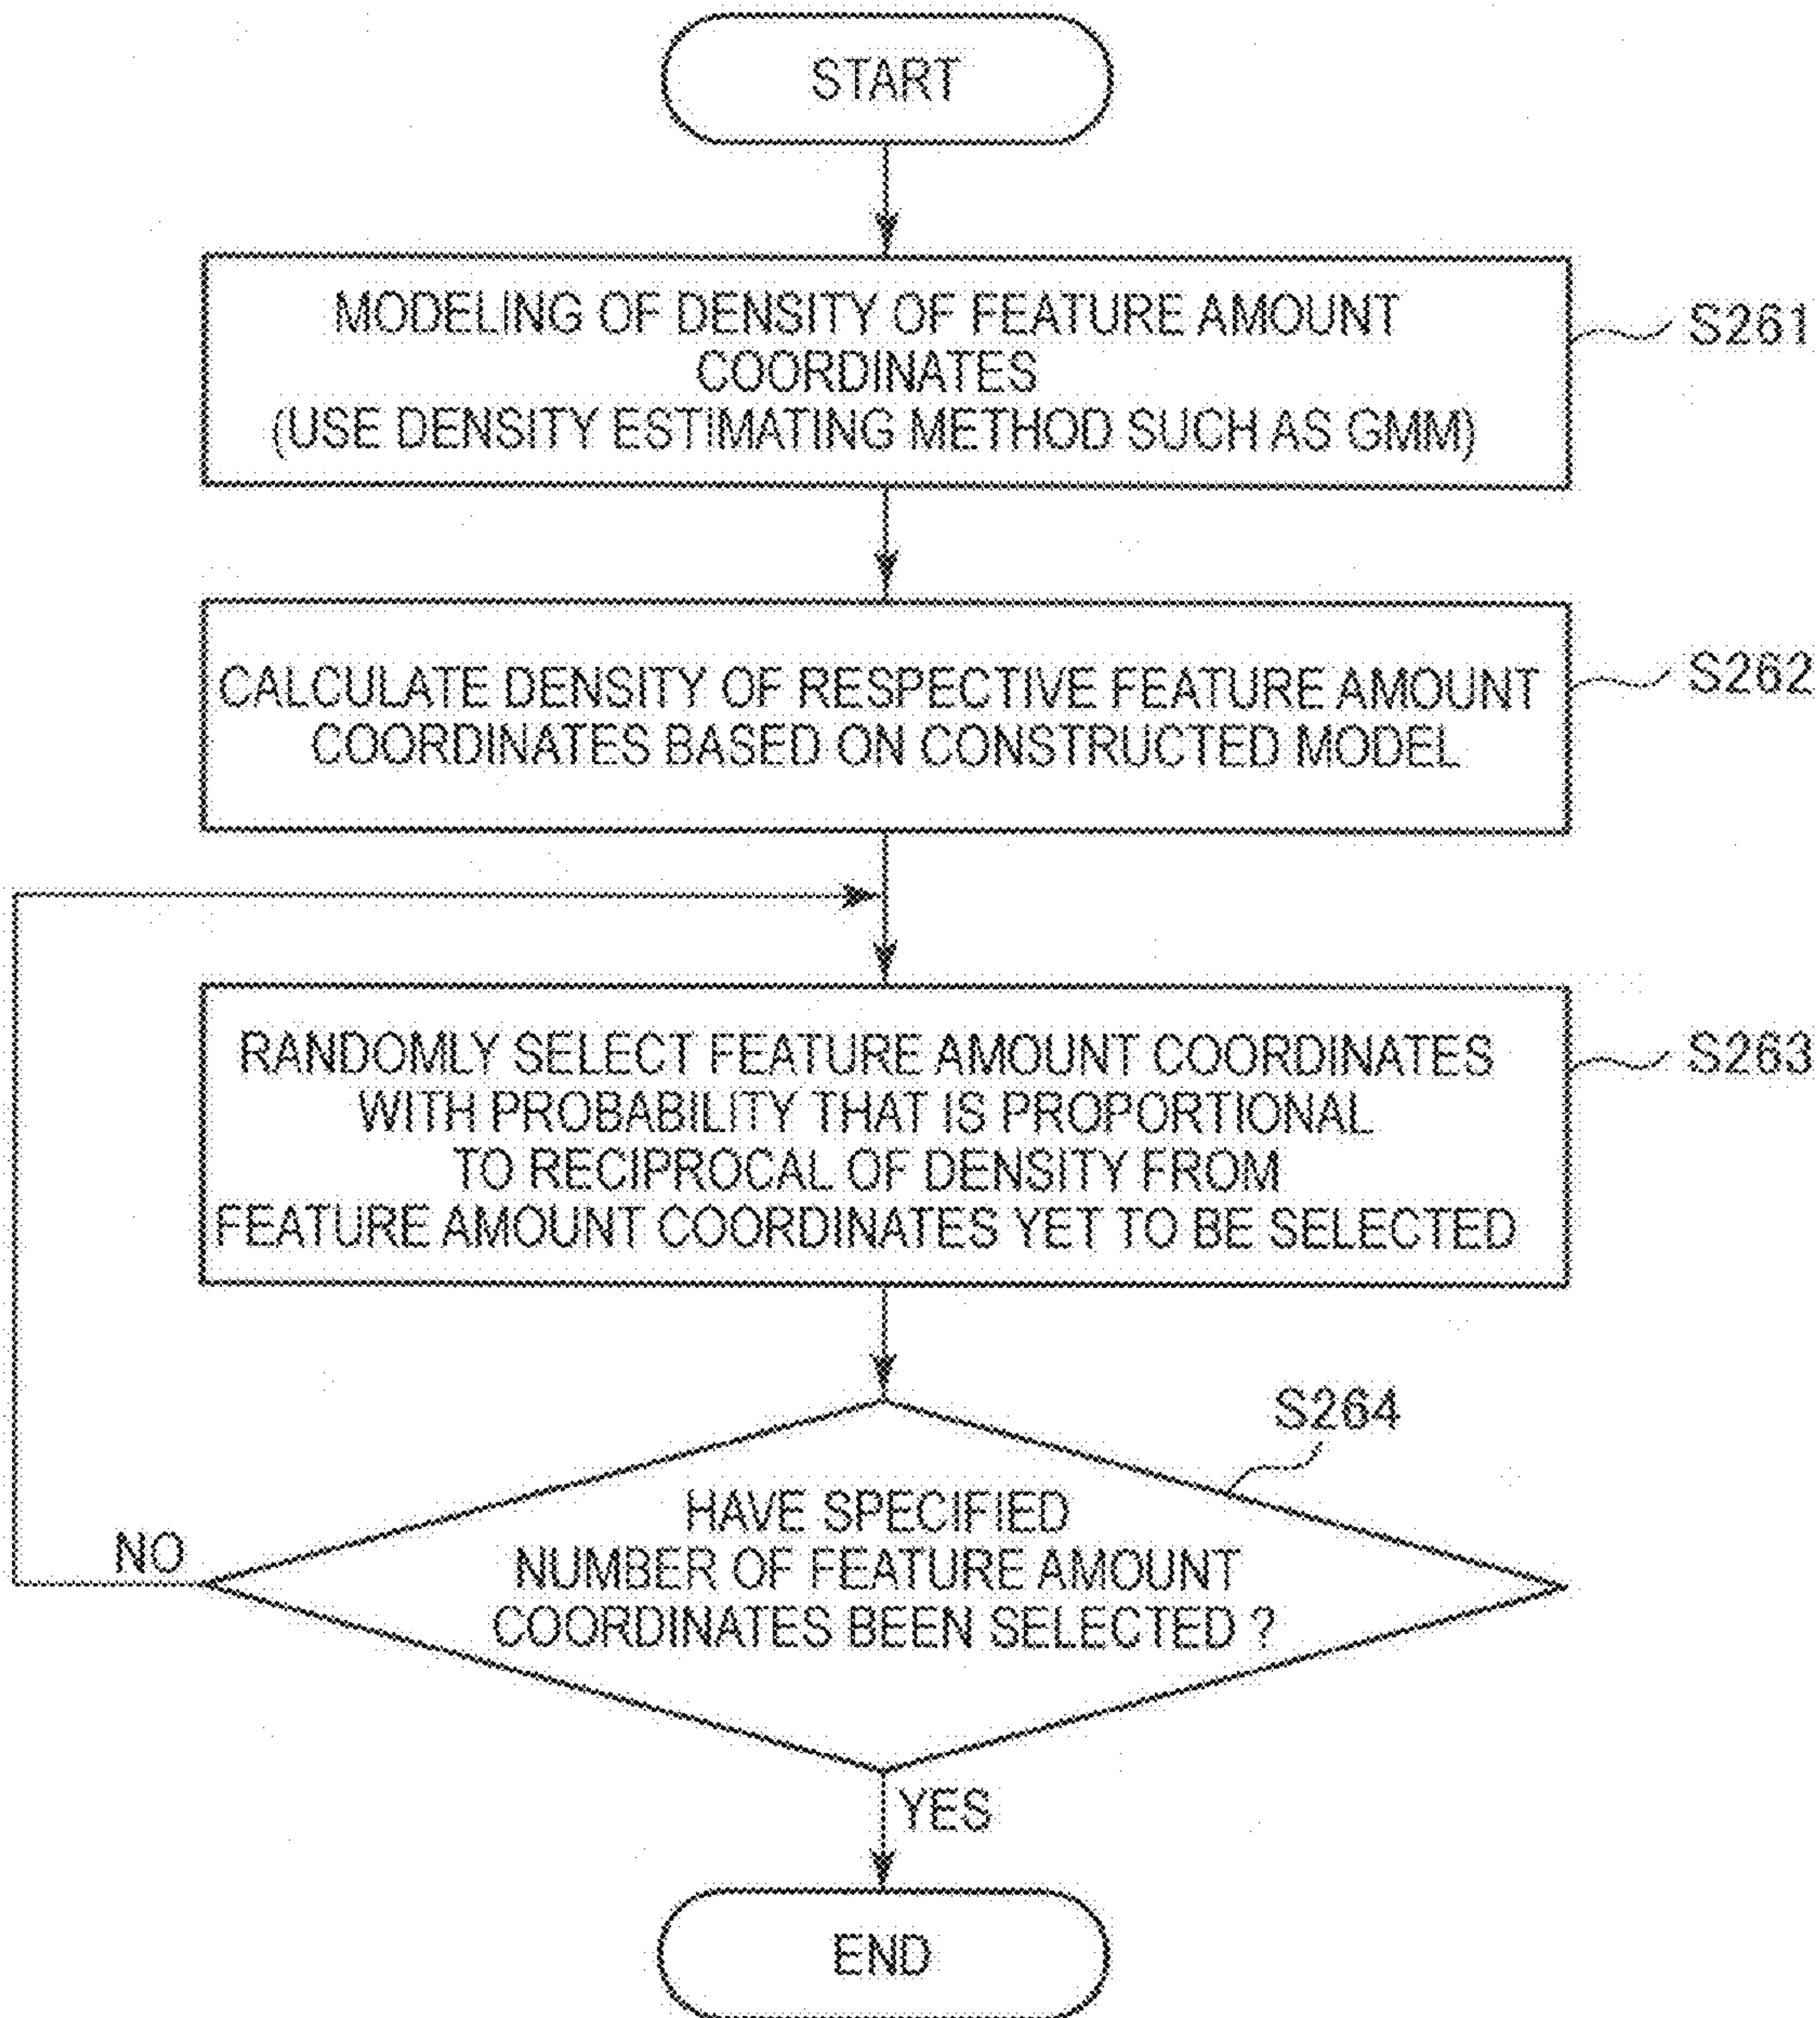 START
MODELING OF DENSITY OF FEATURE AMOUNT
COORDINATES
(USE DENSITY ESTIMATING METHOD SUCH AS GMM)
S261
CALCULATE DENSITY OF RESPECTIVE FEATURE AMOUNT
COORDINATES BASED ON CONSTRUCTED MODEL
S262
RANDOMLY SELECT FEATURE AMOUNT COORDINATES
WITH PROBABILITY THAT IS PROPORTIONAL
TO RECIPROCAL OF DENSITY FROM
FEATURE AMOUNT COORDINATES YET TO BE SELECTED
S263
S264
HAVE SPECIFIED
NUMBER OF FEATURE AMOUNT
COORDINATES BEEN SELECTED ?
NO
YES
END